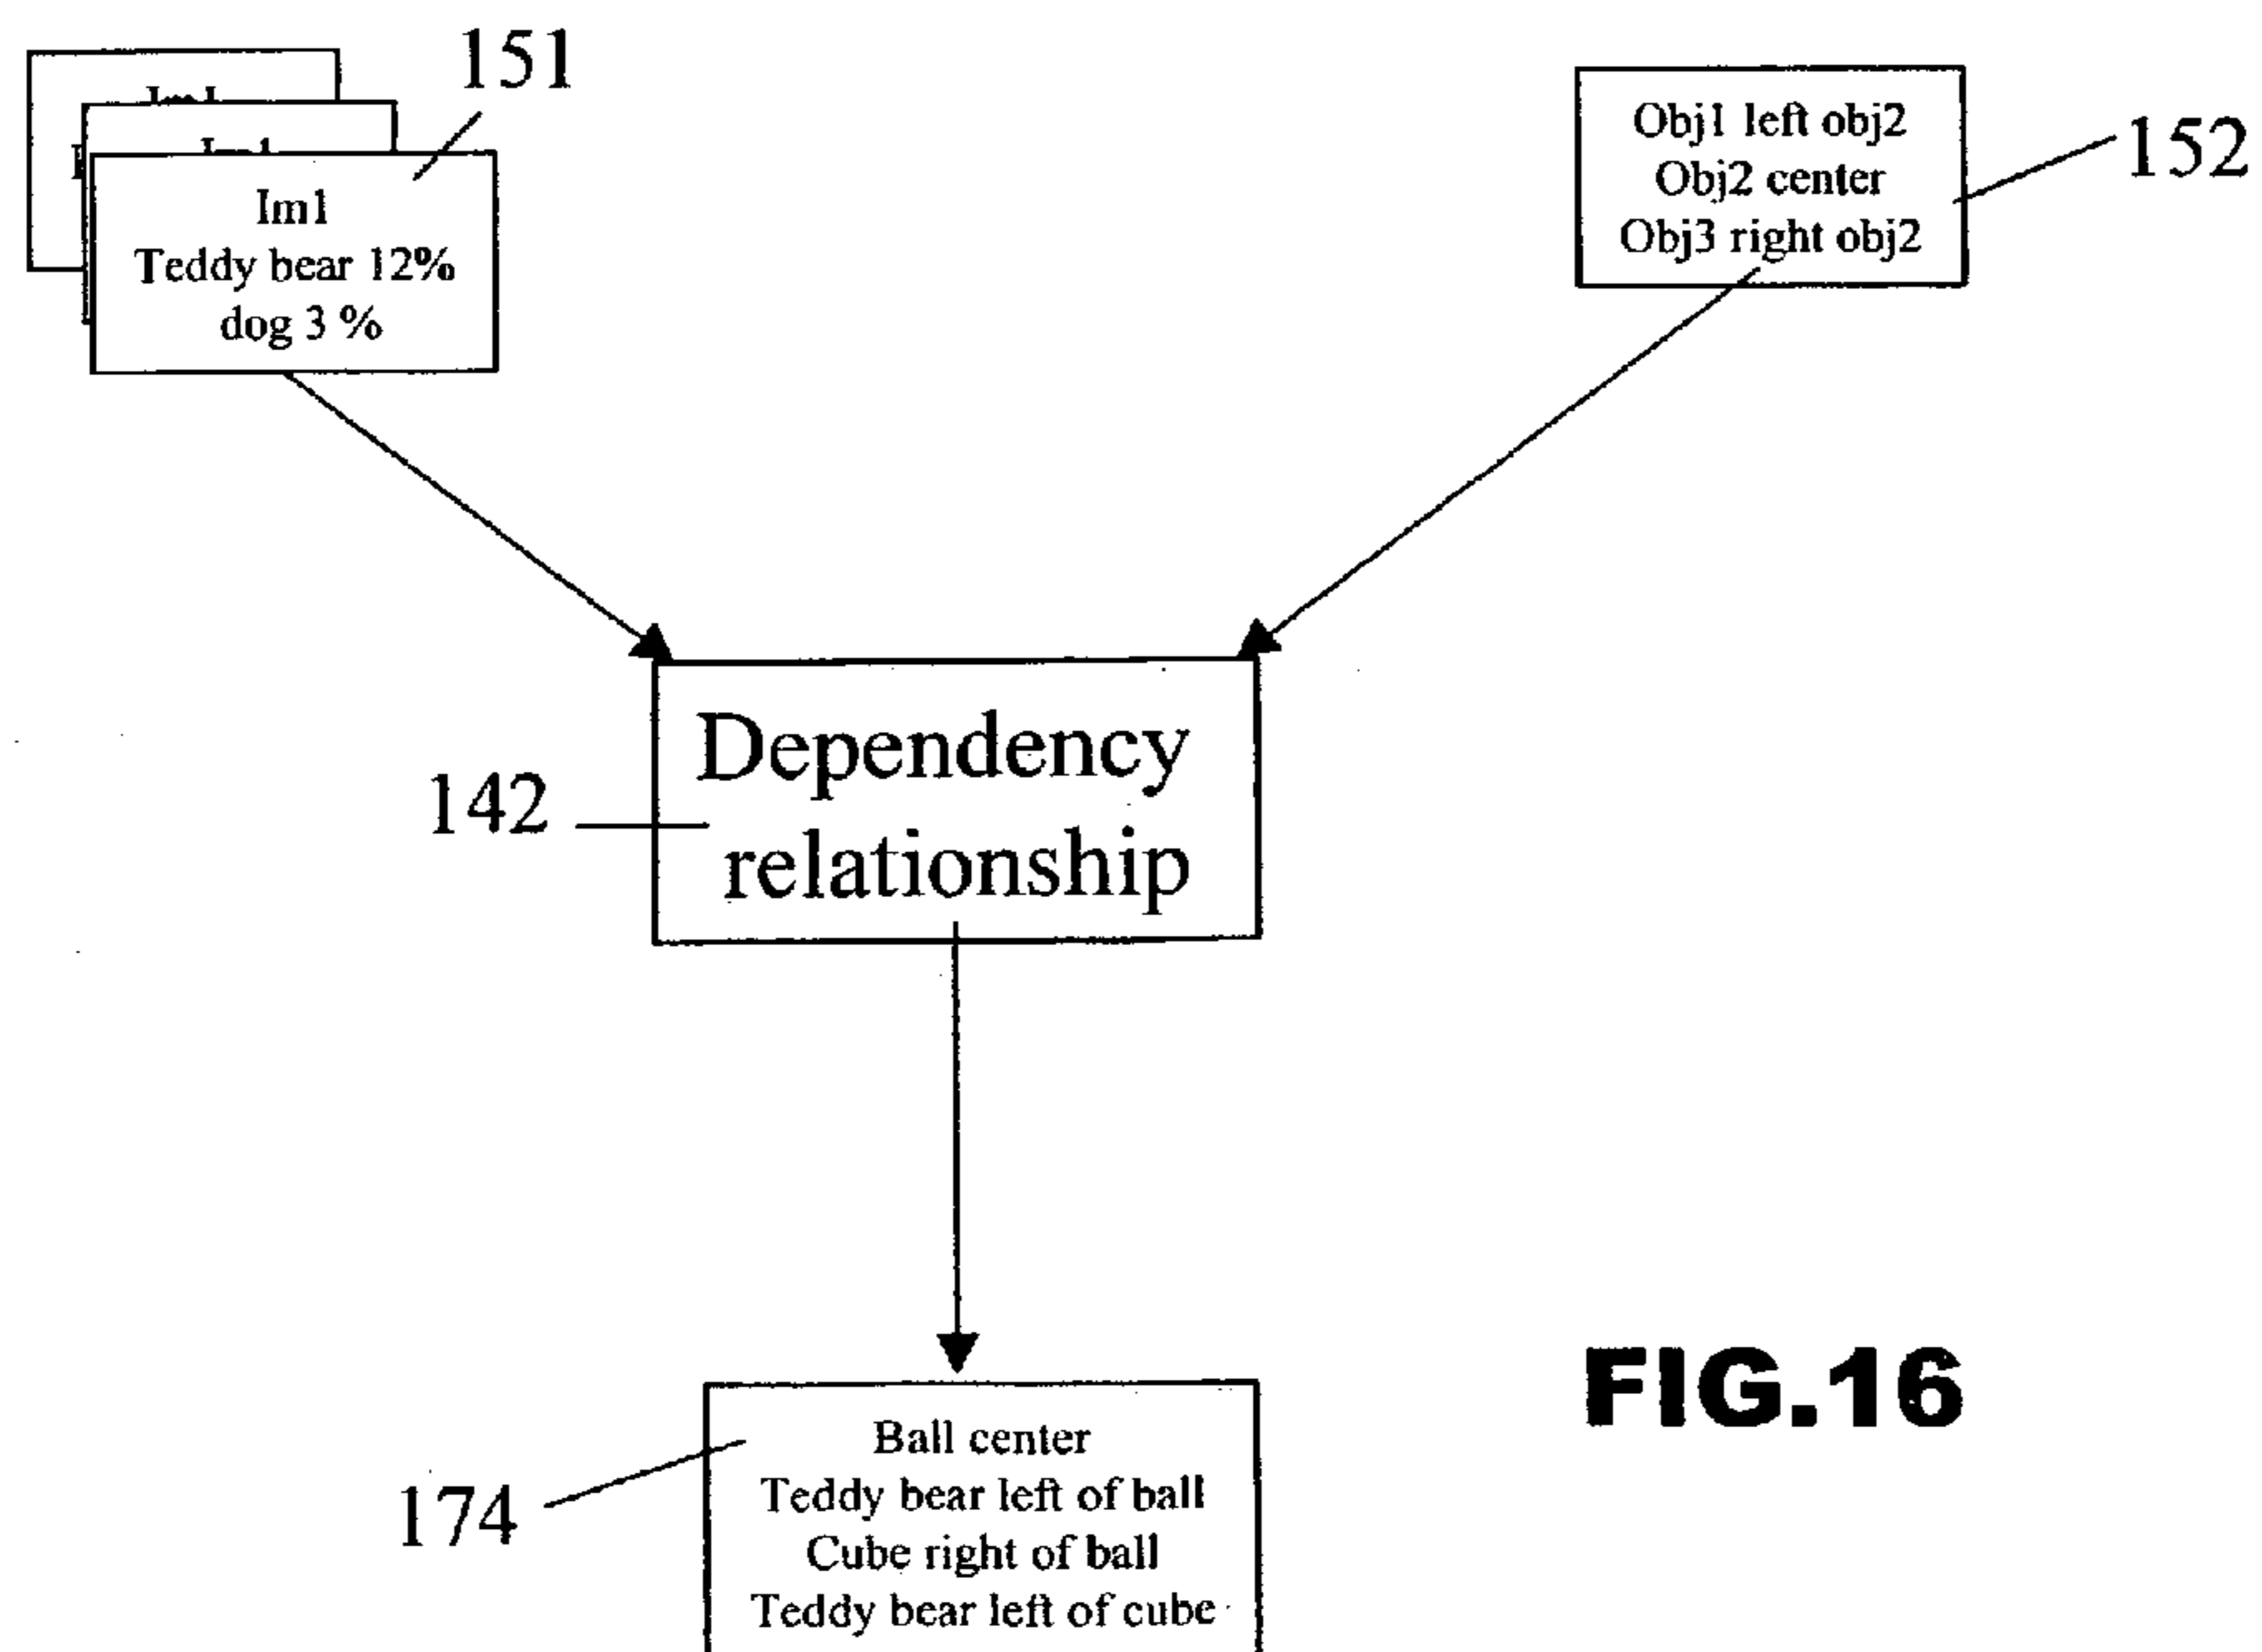 151
Im1
Im1
Teddy bear 12%
dog 3 %
Obj1 left obj2
Obj2 center
Obj3 right obj2
152
Dependency
relationship
142
FIG.16
Ball center
Teddy bear left of ball
Cube right of ball
Teddy bear left of cube
174